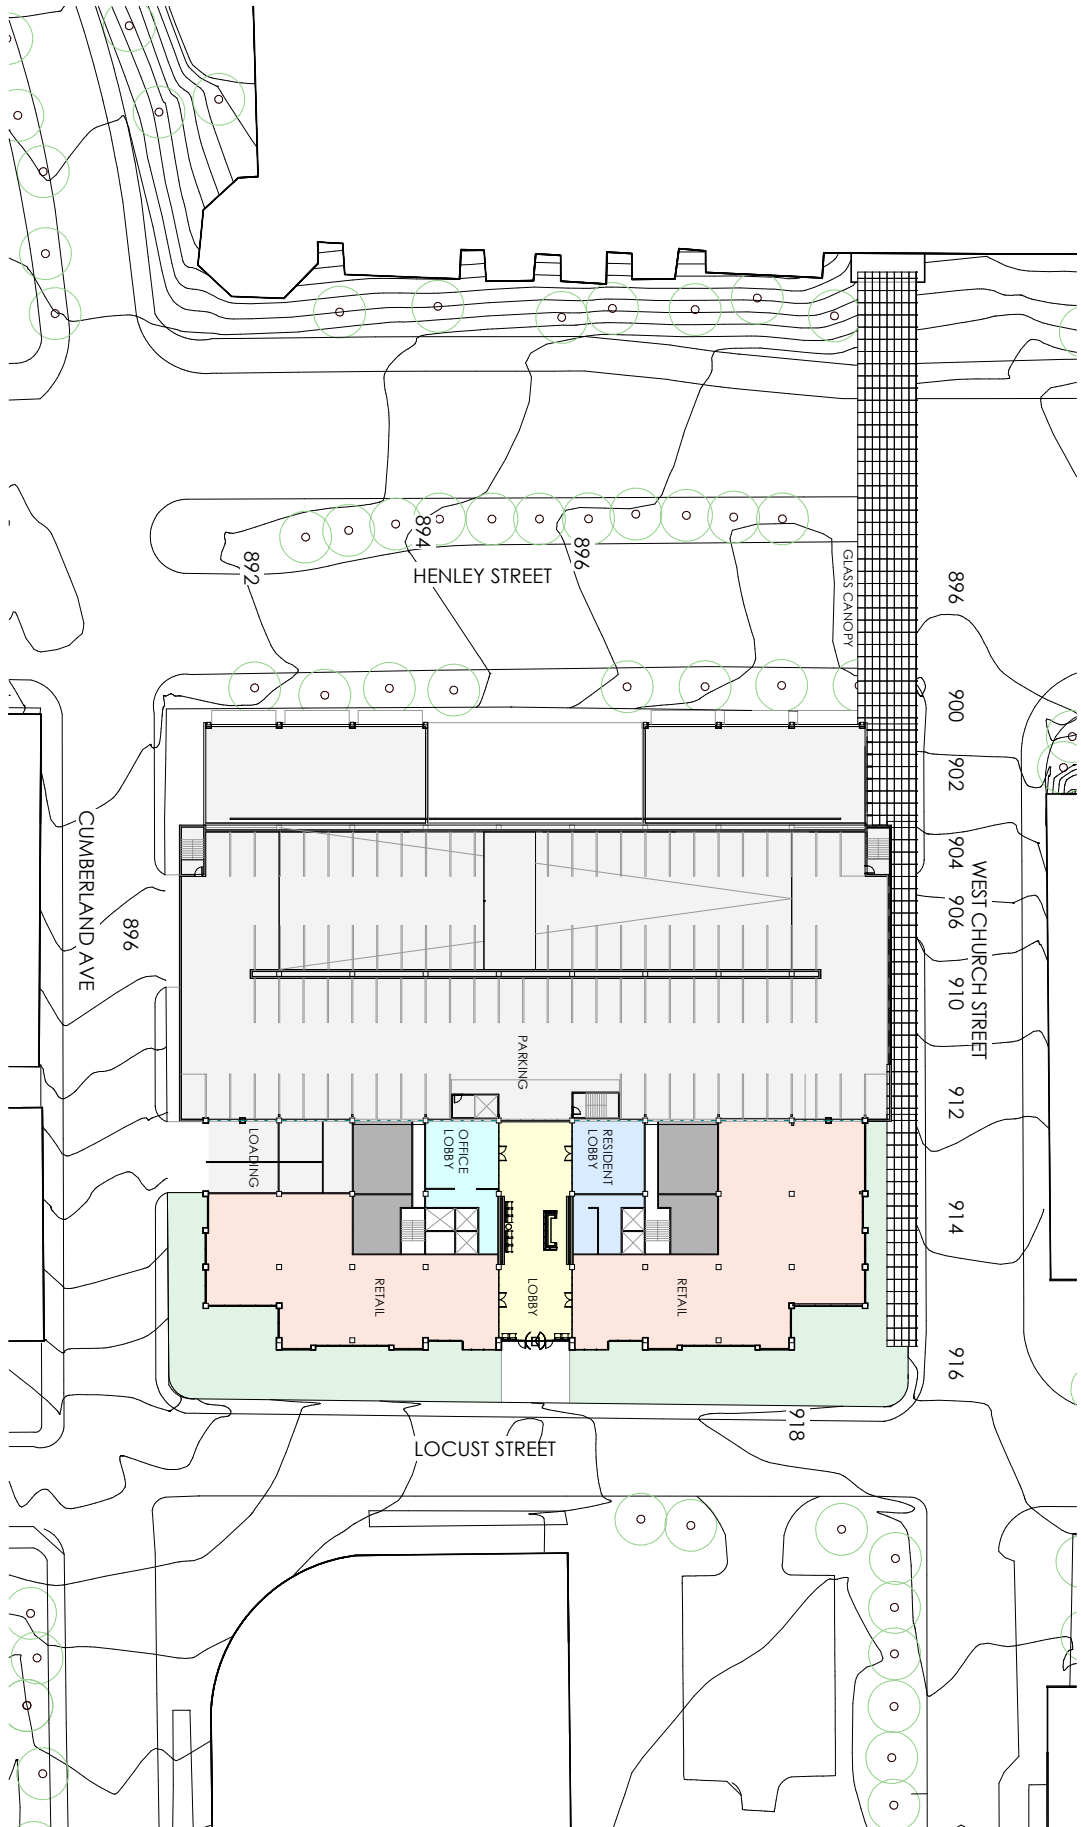 894
896
892
HENLEY STREET
GLASS CANOPY
896
900
902
904
906
910
912
914
916
WEST CHURCH STREET
CUMBERLAND AVE
896
PARKING
LOADING
OFFICE
LOBBY
RESIDENT
LOBBY
RETAIL
LOBBY
RETAIL
918
LOCUST STREET